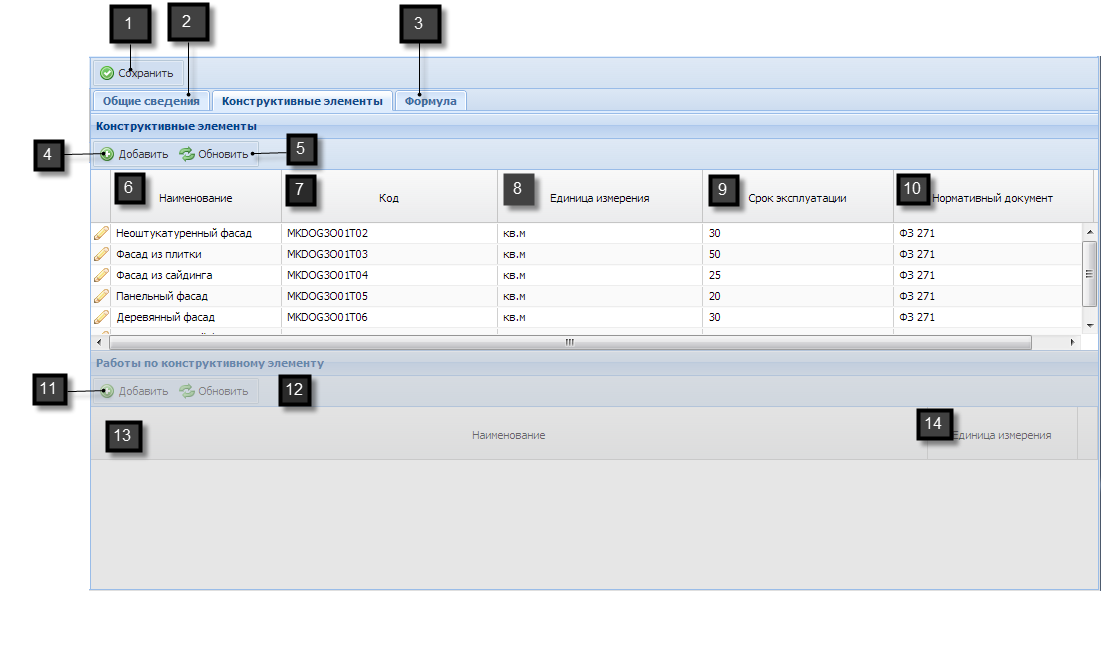 1 2 3
Сохранить
Общие сведения Конструктивные элементы Формула
Конструктивные элементы
4 Добавить Обновить 5
6 Наименование 7 Код 8 Единица измерения 9 Срок эксплуатации 10 Нормативный документ
Неоштукатуренный фасад MKDOG3O01T02 кв.м 30 ФЗ 271
Фасад из плитки MKDOG3O01T03 кв.м 50 ФЗ 271
Фасад из сайдинга MKDOG3O01T04 кв.м 25 ФЗ 271
Панельный фасад MKDOG3O01T05 кв.м 20 ФЗ 271
Деревянный фасад MKDOG3O01T06 кв.м 30 ФЗ 271
Работы по конструктивному элементу
11 Добавить Обновить 12
13 Наименование 14 Единица измерения